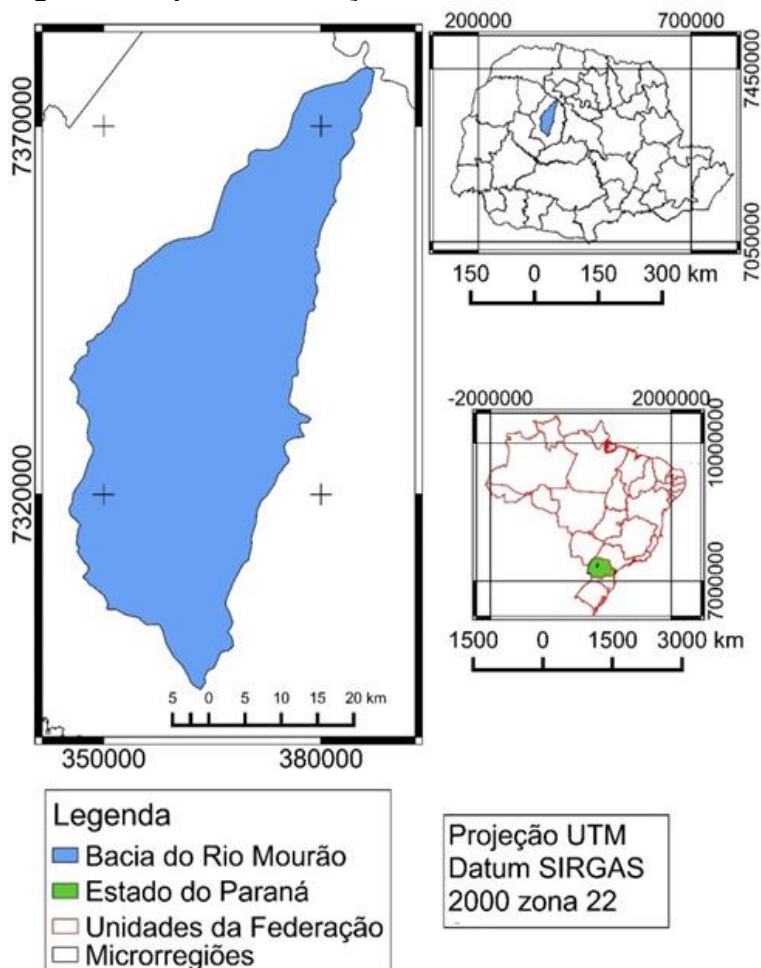 200000 700000
7450000
7050000
150 0 150 300 km
7370000
7320000
-2000000 2000000
10000000
7000000
1500 0 1500 3000 km
5 0 5 10 15 20 km
350000 380000
Legenda
Bacia do Rio Mourão
Estado do Paraná
Unidades da Federação
Microrregiões
Projeção UTM
Datum SIRGAS
2000 zona 22